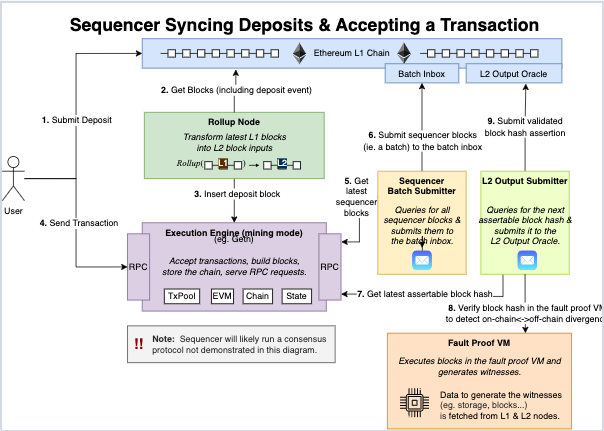 Sequencer Syncing Deposits & Accepting a Transaction
Ethereum L1 Chain
Batch Inbox
L2 Output Oracle
2. Get Blocks (including deposit event)
1. Submit Deposit
Rollup Node
Transform latest L1 blocks
into L2 block inputs
Rollup( L1 ) → L2
6. Submit sequencer blocks
(ie. a batch) to the batch inbox
9. Submit validated
block hash assertion
3. Insert deposit block
5. Get
latest
sequencer
blocks
Sequencer
Batch Submitter
Queries for all
sequencer blocks &
submits them to
the batch inbox.
L2 Output Submitter
Queries for the next
assertable block hash &
submits it to the
L2 Output Oracle.
User
4. Send Transaction
Execution Engine (mining mode)
(eg. Geth)
RPC
Accept transactions, build blocks,
store the chain, serve RPC requests.
RPC
TxPool
EVM
Chain
State
7. Get latest assertable block hash
8. Verify block hash in the fault proof VM
to detect on-chain<->off-chain divergenc
!! Note: Sequencer will likely run a consensus
protocol not demonstrated in this diagram.
Fault Proof VM
Executes blocks in the fault proof VM and
generates witnesses.
Data to generate the witnesses
(eg. storage, blocks...)
is fetched from L1 & L2 nodes.